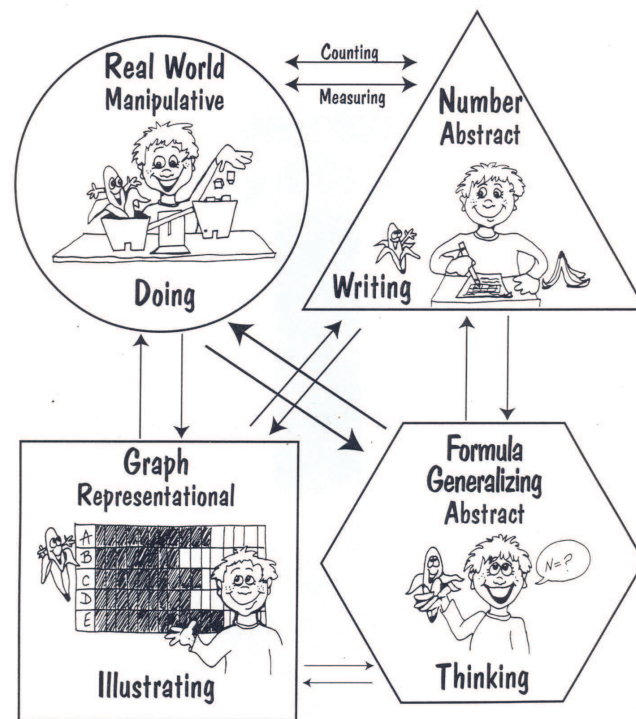 Real World
Manipulative
Doing
Counting
Measuring
Number
Abstract
Writing
Graph
Representational
A
B
C
D
E
Illustrating
Formula
Generalizing
Abstract
N=?
Thinking